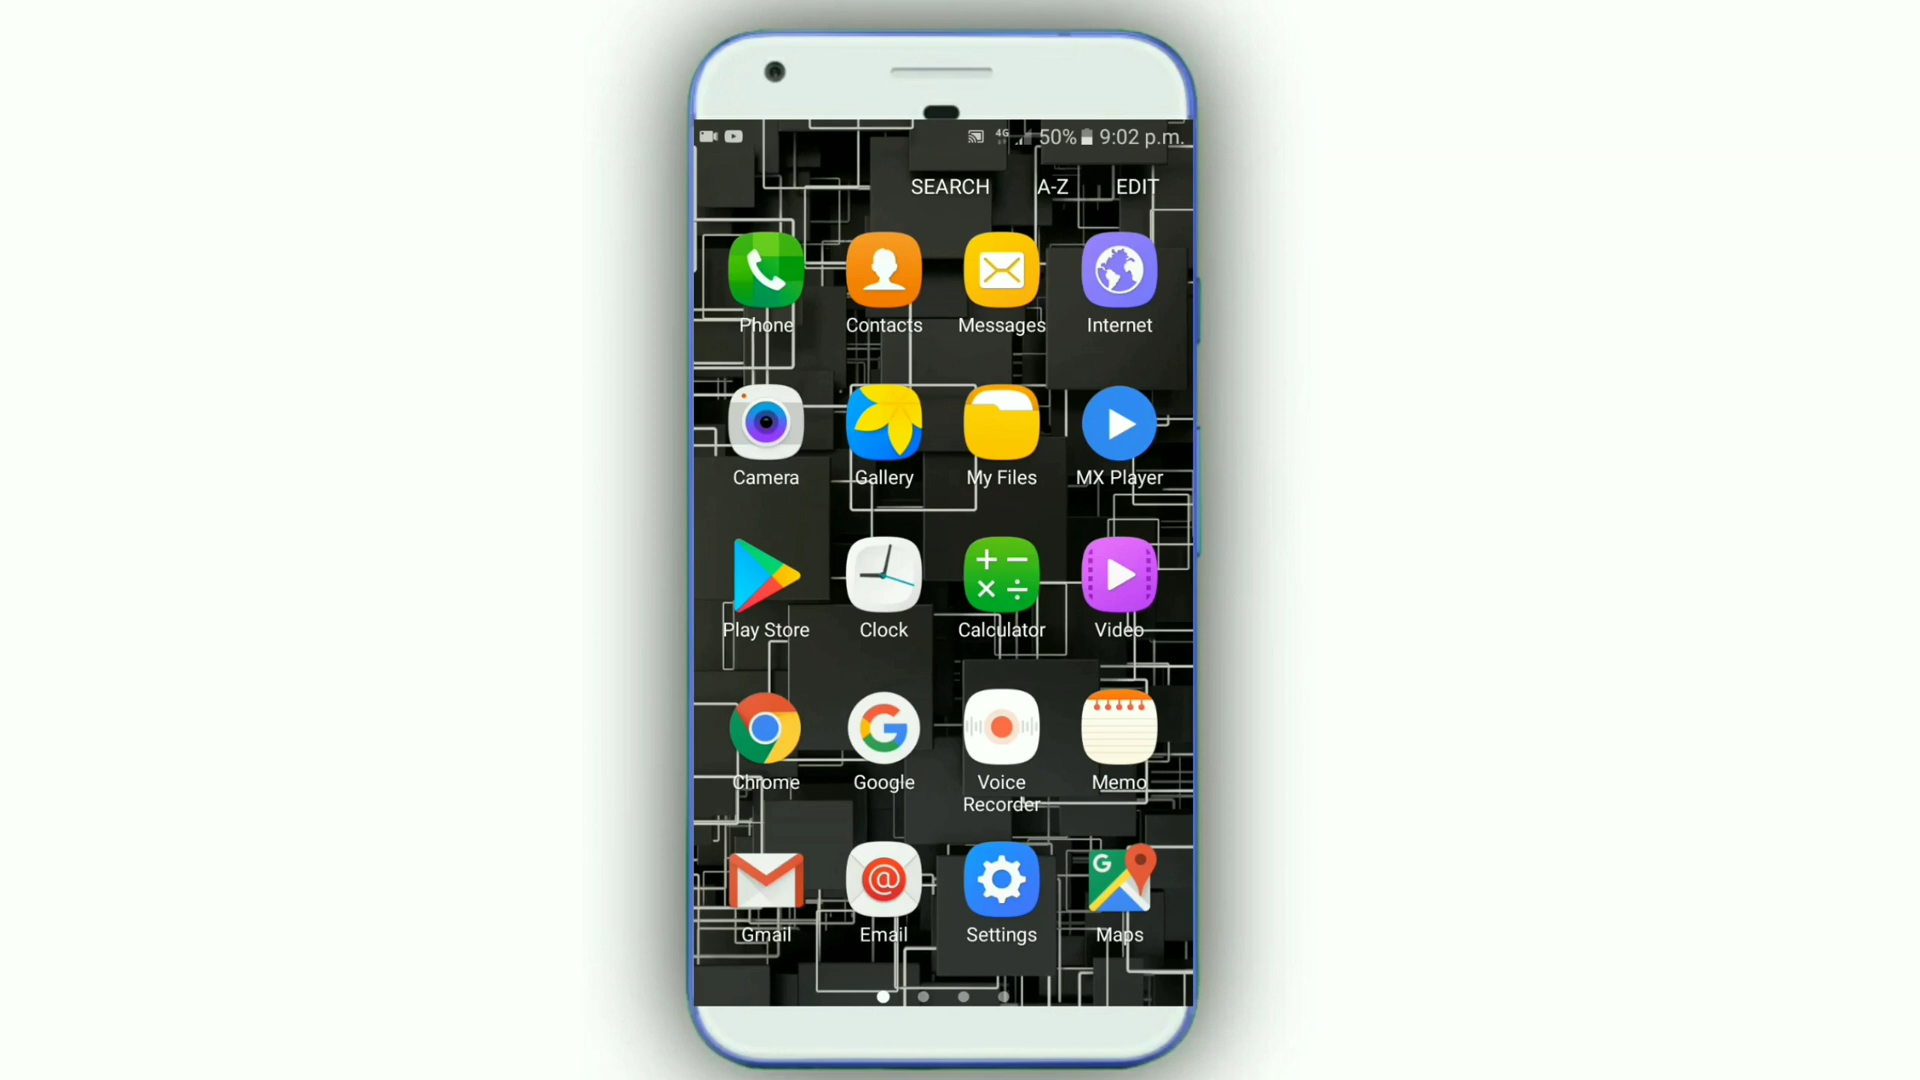 4G 50% 9:02 p.m.
SEARCH A-Z EDIT
Phone Contacts Messages Internet
Camera Gallery My Files MX Player
Play Store Clock Calculator Video
Chrome Google Voice Recorder Memo
Gmail Email Settings Maps